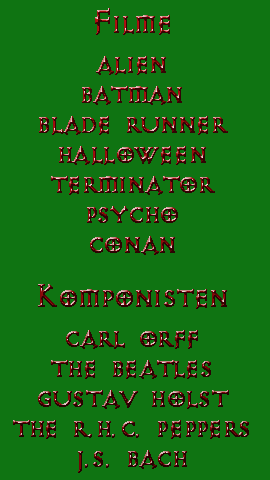 Filme
ALIEN
BATMAN
BLADE RUNNER
HALLOWEEN
TERMINATOR
PSYCHO
CONAN
Komponisten
CARL ORFF
THE BEATLES
GUSTAV HOLST
THE R.H.C. PEPPERS
J.S. BACH